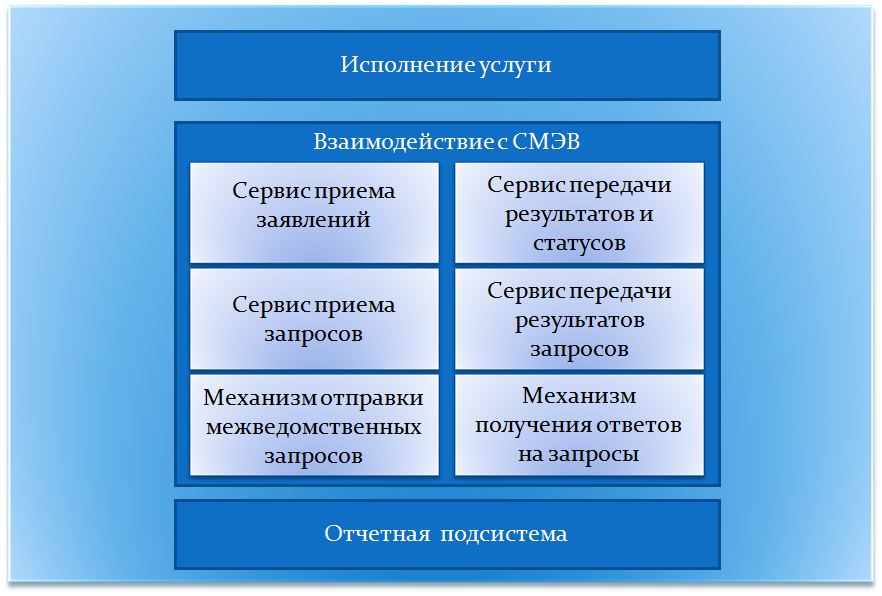 Исполнение услуги
Взаимодействие с СМЭВ
Сервис приема
заявлений
Сервис передачи
результатов и
статусов
Сервис приема
запросов
Сервис передачи
результатов
запросов
Механизм отправки
межведомственных
запросов
Механизм
получения ответов
на запросы
Отчетная подсистема